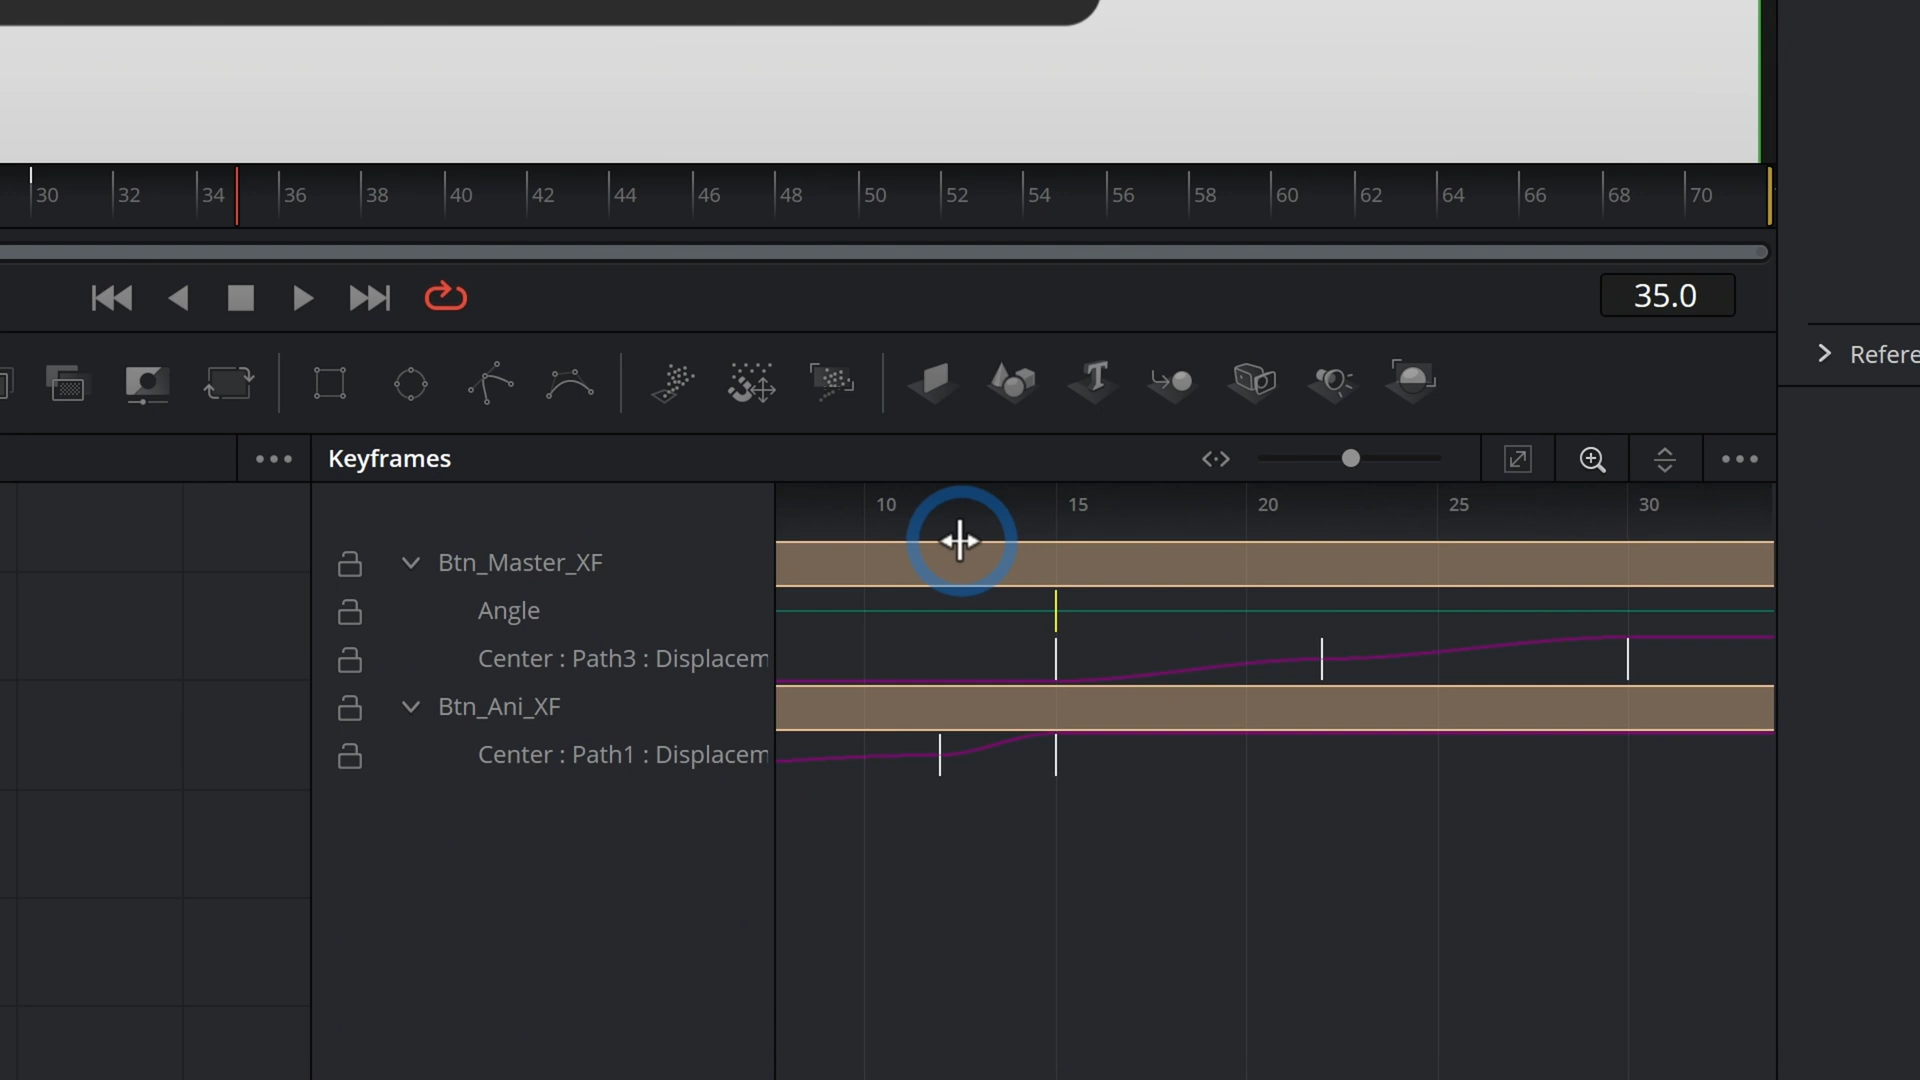 30 32 34 36 38 40 42 44 46 48 50 52 54 56 58 60 62 64 66 68 70
35.0
Refere
Keyframes
10 15 20 25 30
Btn_Master_XF
Angle
Center : Path3 : Displacem
Btn_Ani_XF
Center : Path1 : Displacem